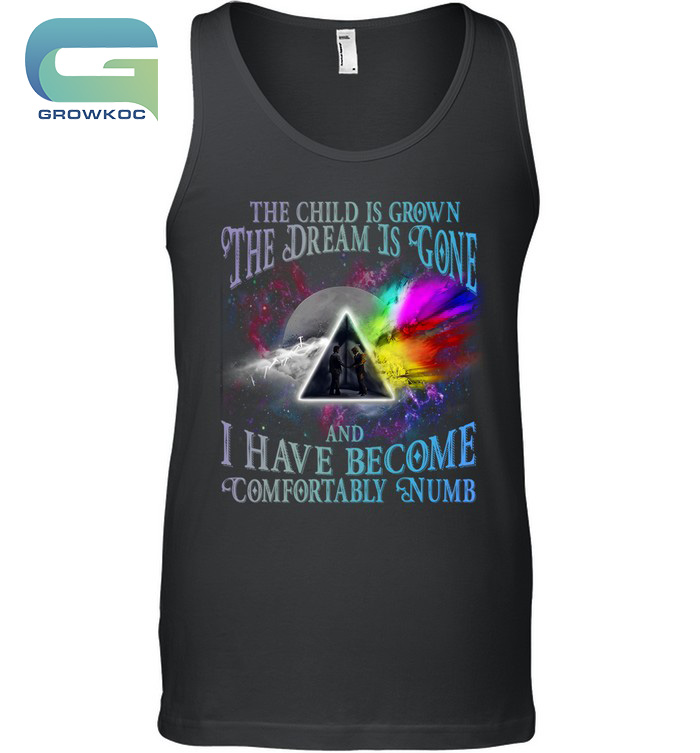 GROWKOC
THE CHILD IS GROWN
THE DREAM IS GONE
AND
I HAVE BECOME
COMFORTABLY NUMB